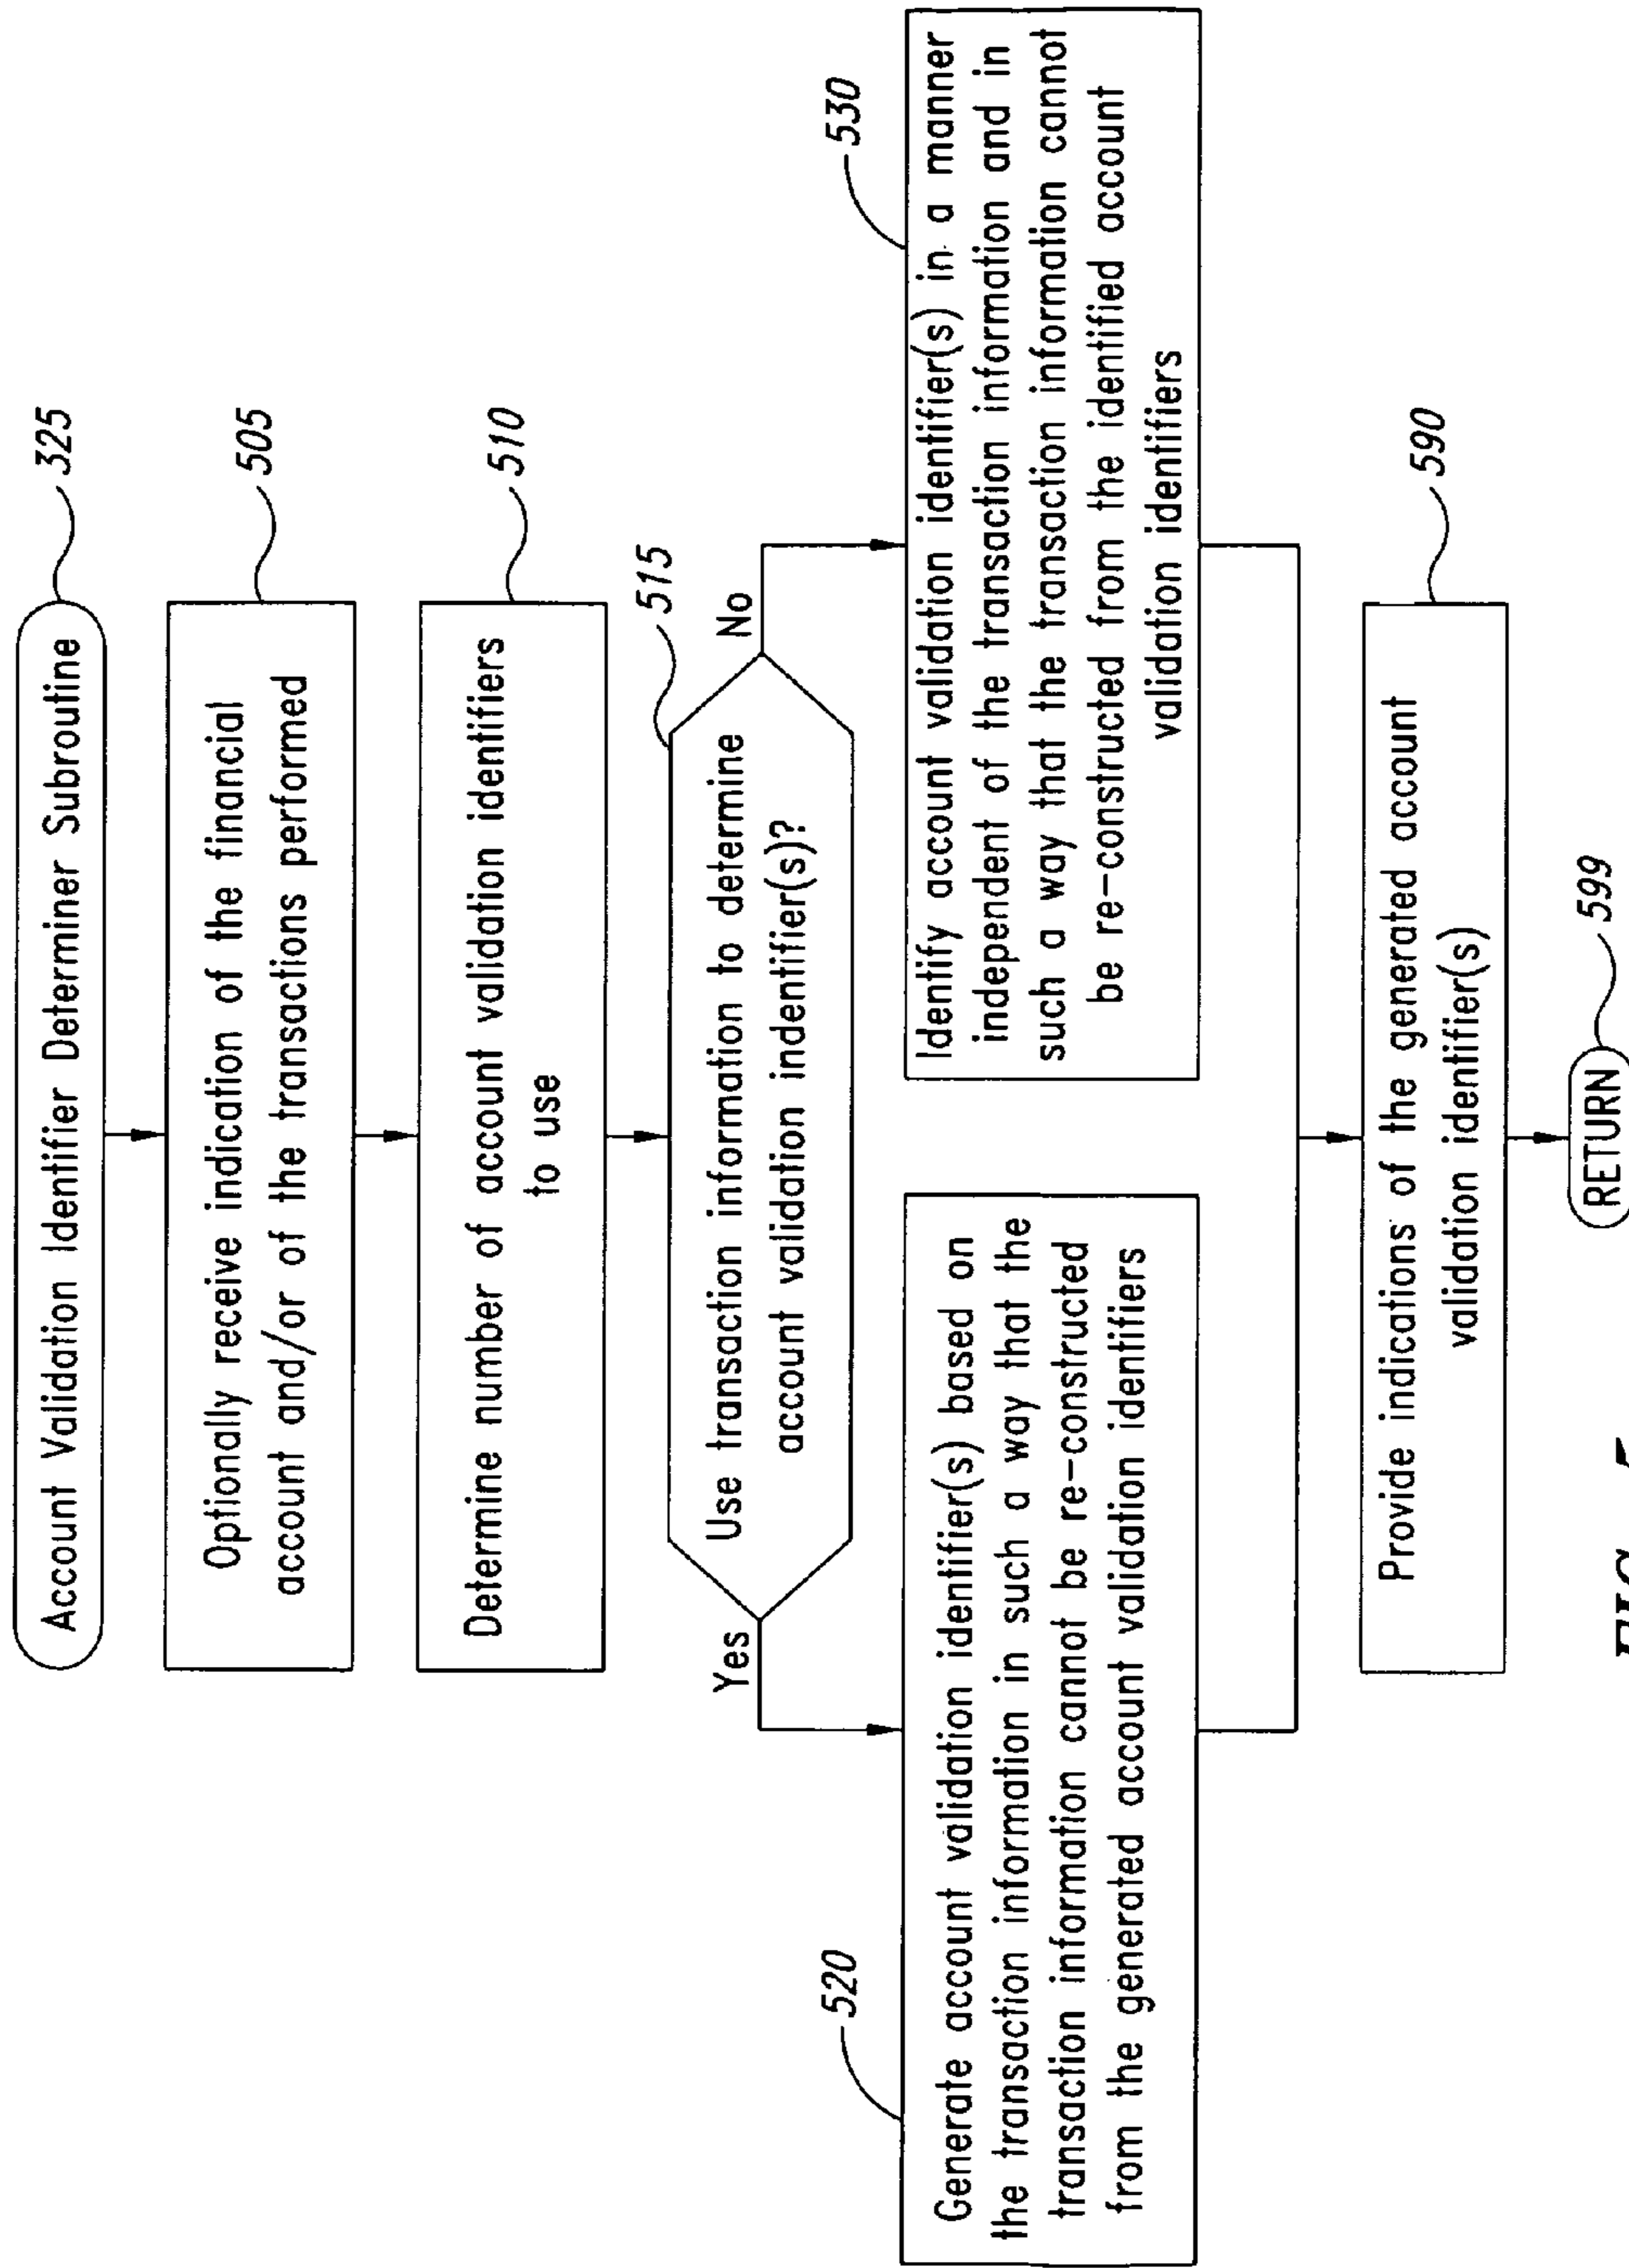 Account Validation Identifier Determiner Subroutine
325
Optionally receive indication of the financial
account and/or of the transactions performed
505
Determine number of account validation identifiers
to use
510
515
Use transaction information to determine
account validation indentifier(s)?
Yes
No
520
Generate account validation identifier(s) based on
the transaction information in such a way that the
transaction information cannot be re-constructed
from the generated account validation identifiers
530
Identify account validation identifier(s) in a manner
independent of the transaction information and in
such a way that the transaction information cannot
be re-constructed from the identified account
validation identifiers
Provide indications of the generated account
validation identifier(s)
590
RETURN
599